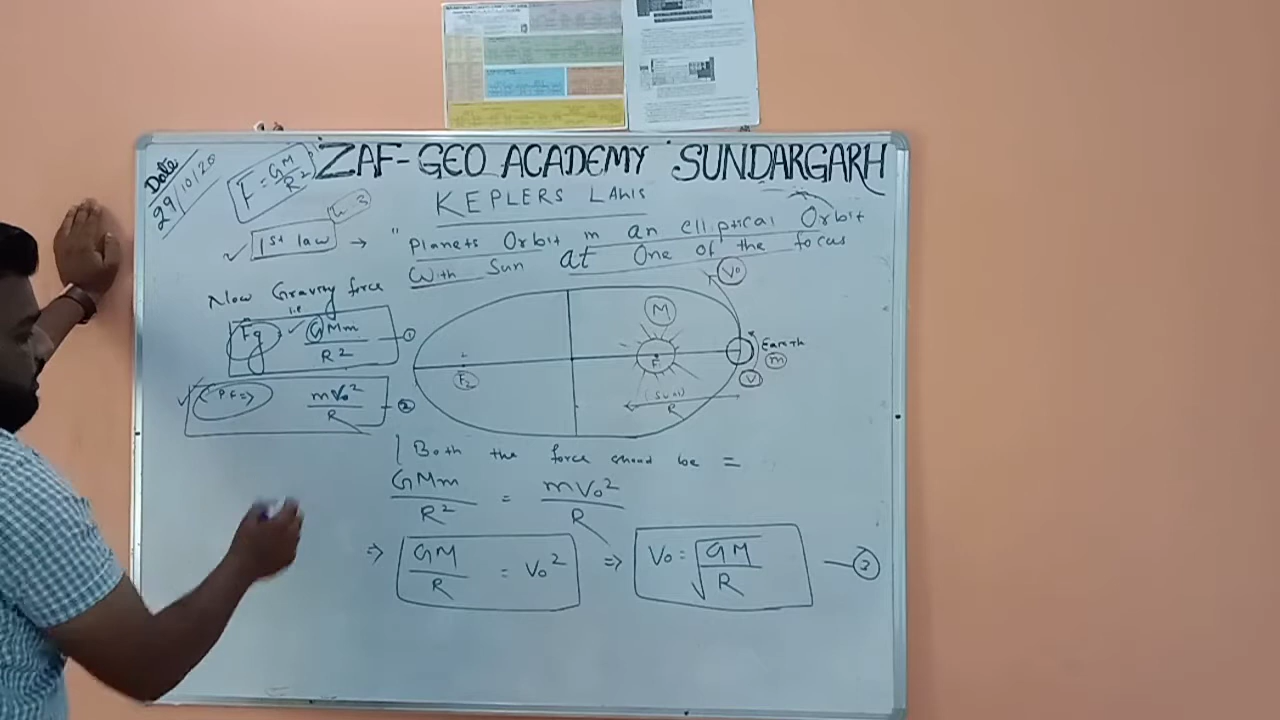 Date
29/10/20
F = GM/R²
ZAF-GEO ACADEMY SUNDARGARH
KEPLERS LAWS
1st law → "Planets Orbit in an elliptical Orbit
With Sun at One of the focus
Now Gravity force
i.e
Fg GMm/R² — 1
mVo²/R — 2
Vo
M
F
F2
Earth
m
V
(Sun)
R
Both the force should be =
GMm/R² = mVo²/R
⇒ GM/R = Vo² ⇒ Vo = √GM/R — 3